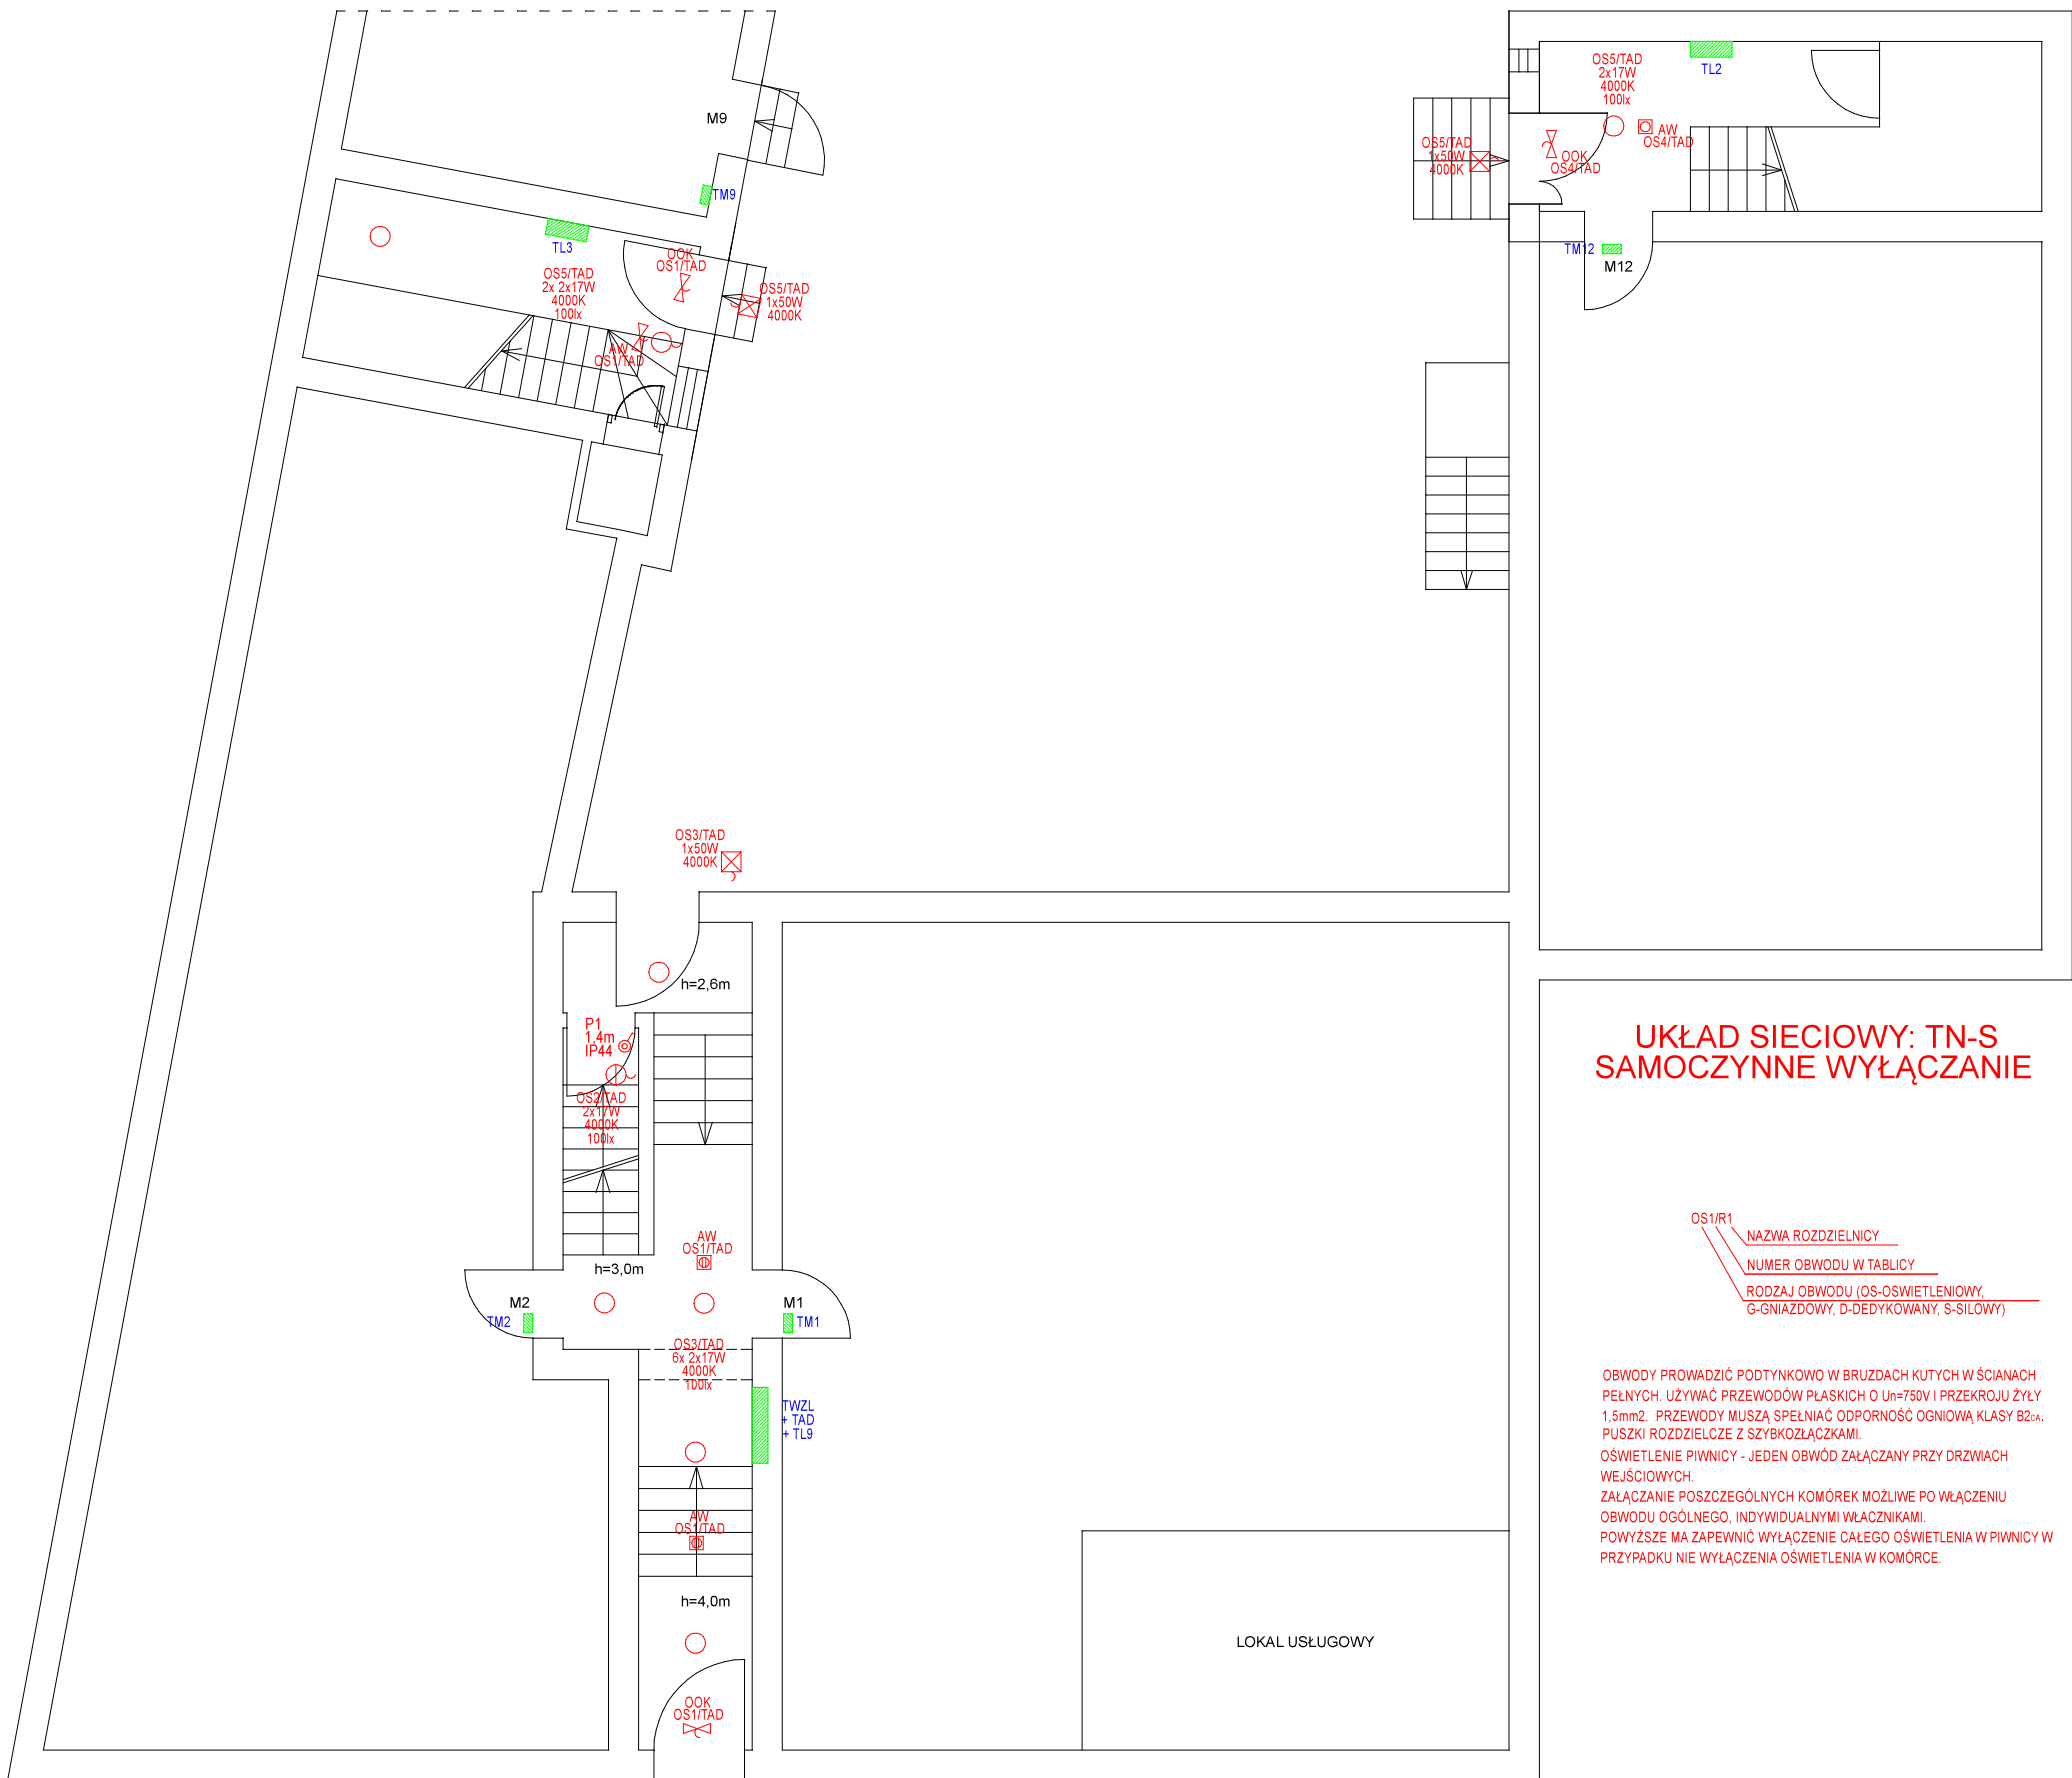 M9
TM9
TL3
OS5/TAD
2x 2x17W
4000K
100lx
OOK
OS1/TAD
OS5/TAD
1x50W
4000K
AW
OS1/TAD
OS5/TAD
2x17W
4000K
100lx
TL2
AW
OS4/TAD
OS5/TAD
1x50W
4000K
OOK
OS4/TAD
TM12
M12
OS3/TAD
1x50W
4000K
h=2,6m
P1
1,4m
IP44
OS2/TAD
2x17W
4000K
100lx
AW
OS1/TAD
h=3,0m
M2
TM2
M1
TM1
OS3/TAD
6x 2x17W
4000K
100lx
TWZL
+ TAD
+ TL9
AW
OS1/TAD
h=4,0m
OOK
OS1/TAD
LOKAL USŁUGOWY
UKŁAD SIECIOWY: TN-S
SAMOCZYNNE WYŁĄCZANIE
OS1/R1
NAZWA ROZDZIELNICY
NUMER OBWODU W TABLICY
RODZAJ OBWODU (OS-OSWIETLENIOWY,
G-GNIAZDOWY, D-DEDYKOWANY, S-SILOWY)
OBWODY PROWADZIĆ PODTYNKOWO W BRUZDACH KUTYCH W ŚCIANACH
PEŁNYCH. UŻYWAĆ PRZEWODÓW PŁASKICH O Un=750V I PRZEKROJU ŻYŁY
1,5mm2. PRZEWODY MUSZĄ SPEŁNIAĆ ODPORNOŚĆ OGNIOWĄ KLASY B2CA.
PUSZKI ROZDZIELCZE Z SZYBKOZŁĄCZKAMI.
OŚWIETLENIE PIWNICY - JEDEN OBWÓD ZAŁĄCZANY PRZY DRZWIACH
WEJŚCIOWYCH.
ZAŁĄCZANIE POSZCZEGÓLNYCH KOMÓREK MOŻLIWE PO WŁĄCZENIU
OBWODU OGÓLNEGO, INDYWIDUALNYMI WŁACZNIKAMI.
POWYŻSZE MA ZAPEWNIĆ WYŁĄCZENIE CAŁEGO OŚWIETLENIA W PIWNICY W
PRZYPADKU NIE WYŁĄCZENIA OŚWIETLENIA W KOMÓRCE.